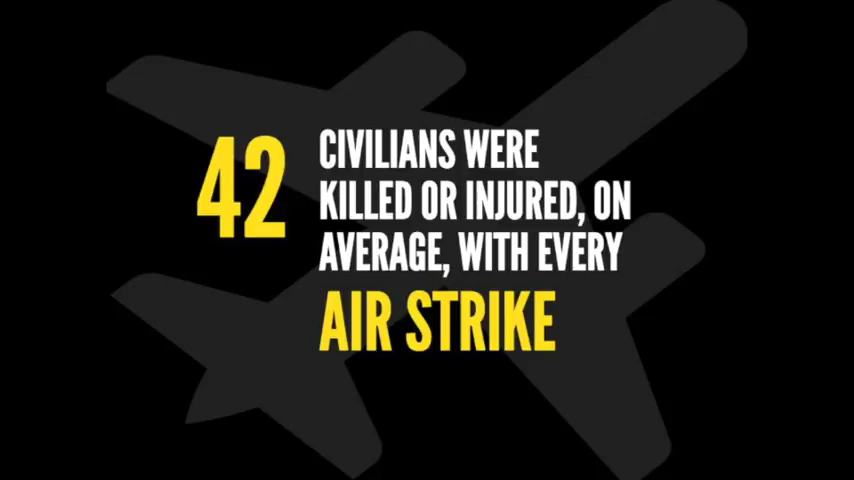 42
CIVILIANS WERE
KILLED OR INJURED, ON
AVERAGE, WITH EVERY
AIR STRIKE